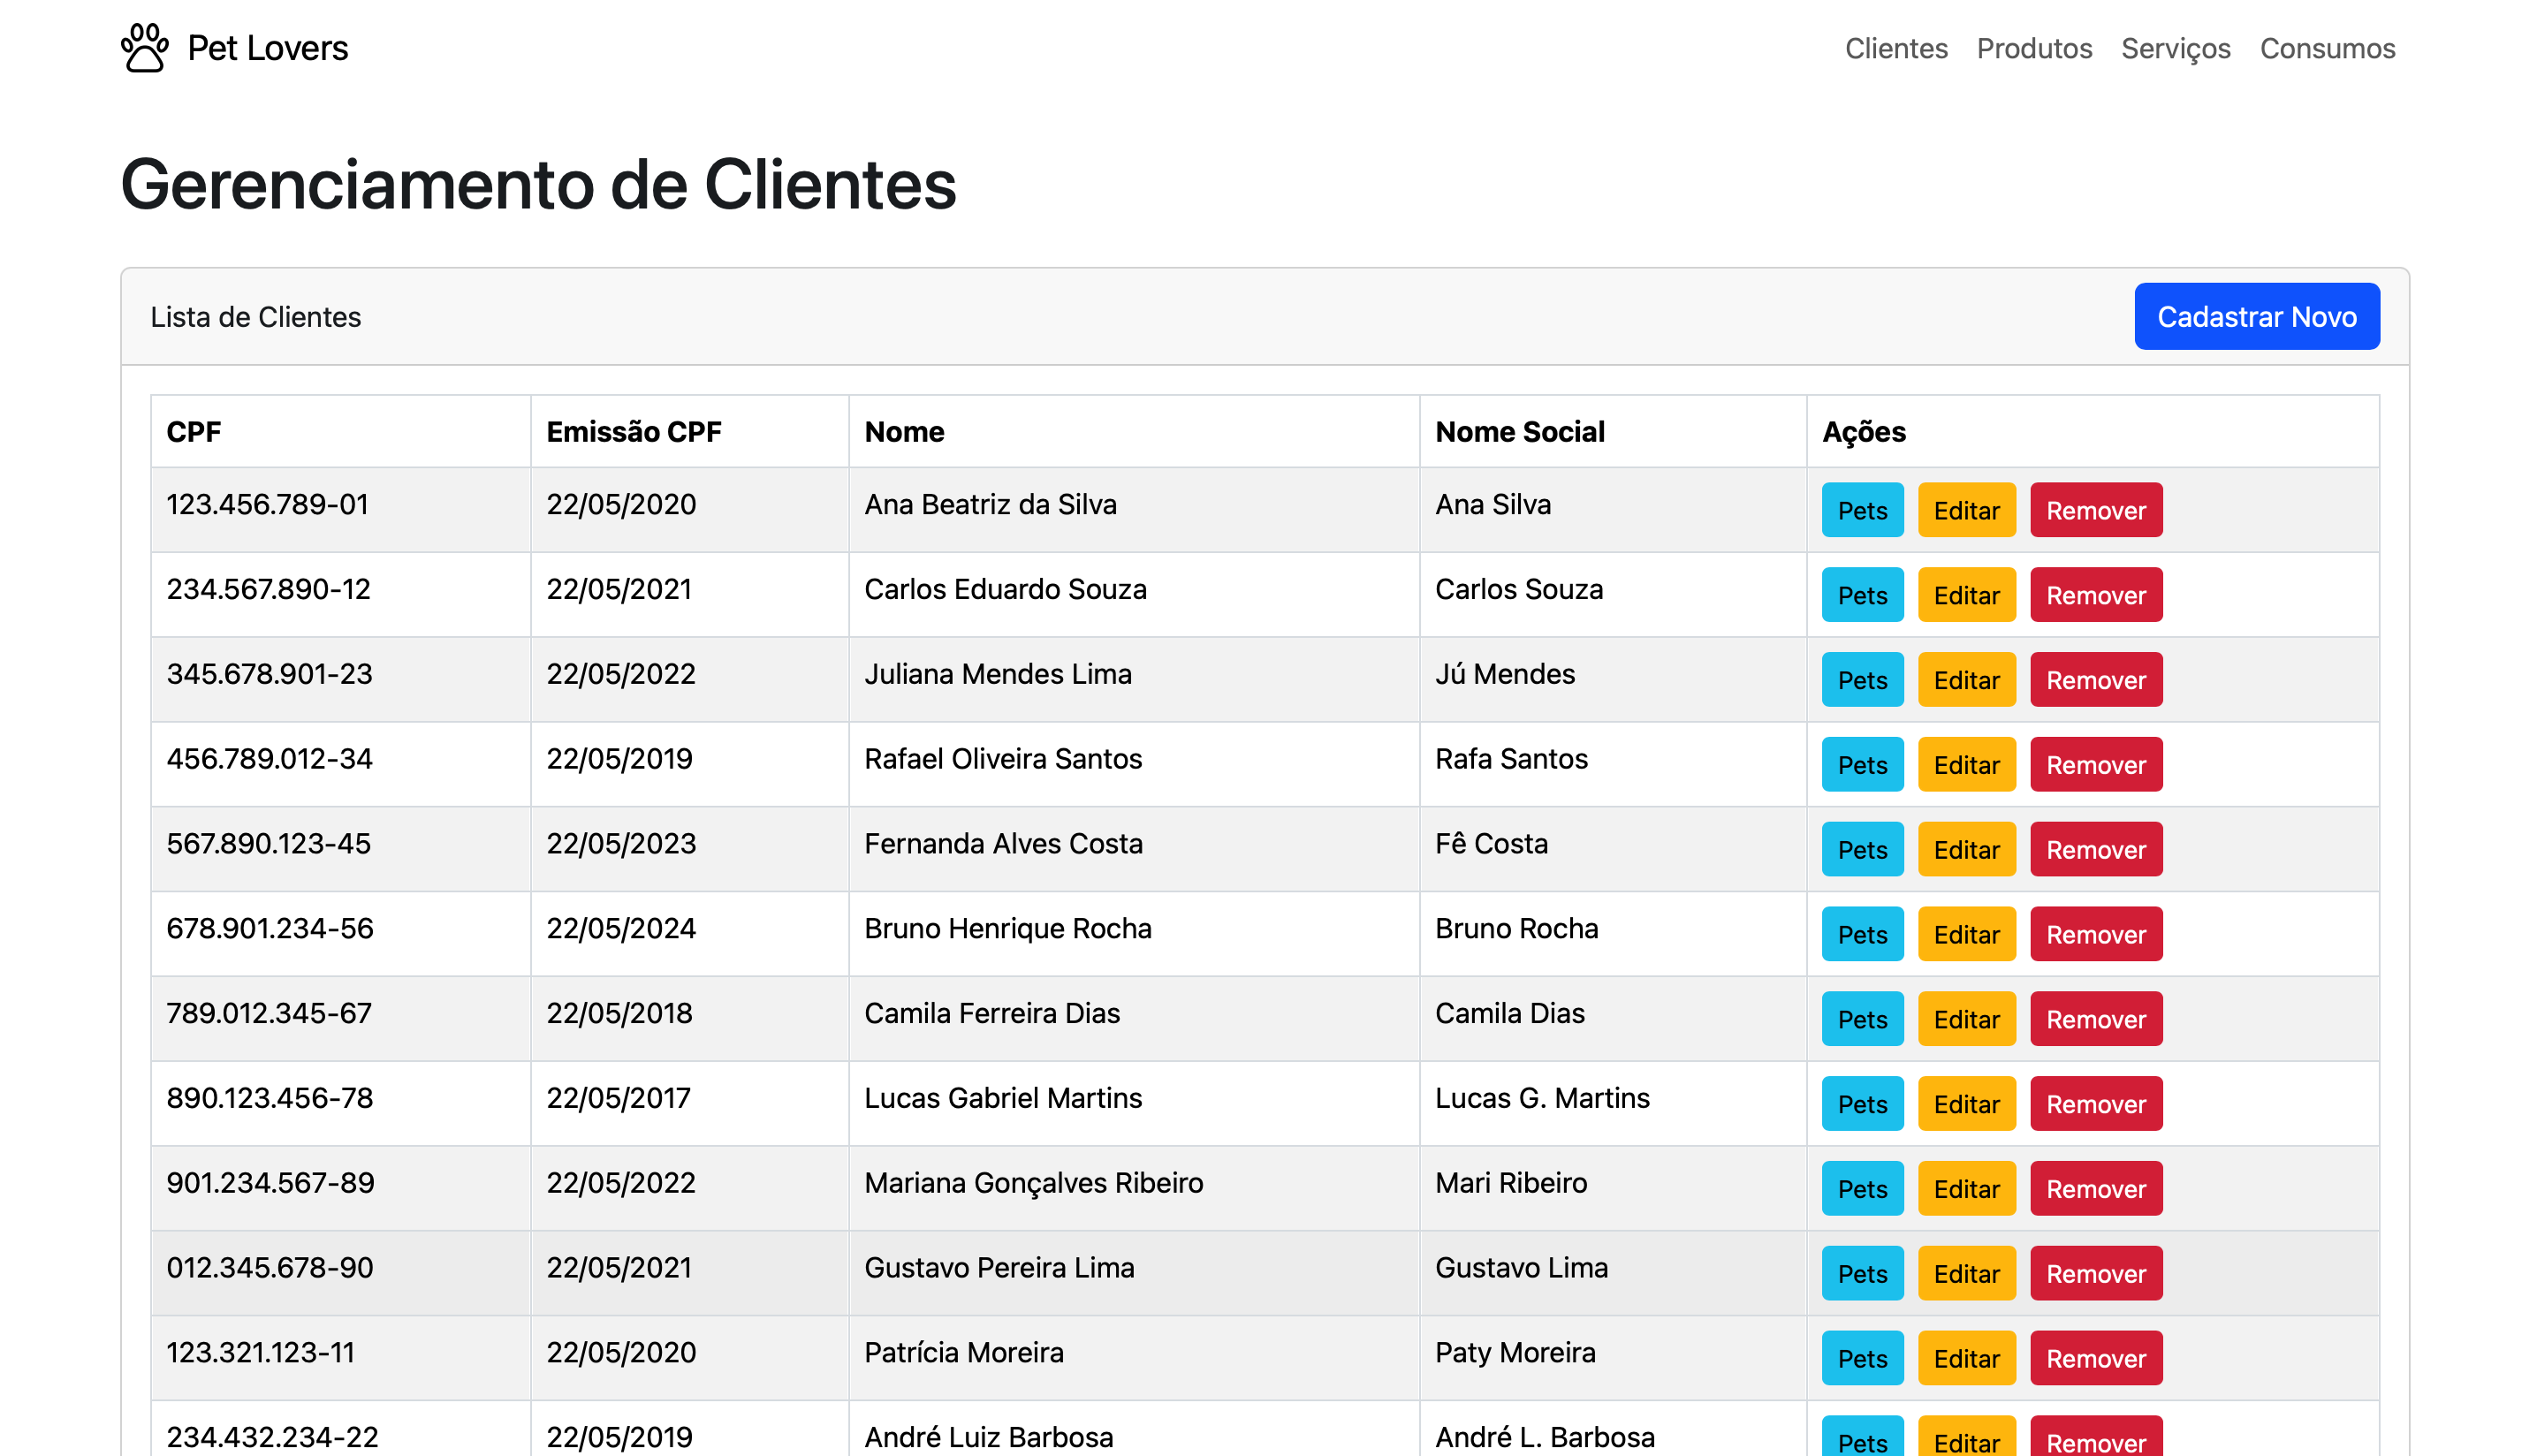 Pet Lovers Clientes Produtos Serviços Consumos
Gerenciamento de Clientes
Lista de Clientes Cadastrar Novo
CPF Emissão CPF Nome Nome Social Ações
123.456.789-01 22/05/2020 Ana Beatriz da Silva Ana Silva Pets Editar Remover
234.567.890-12 22/05/2021 Carlos Eduardo Souza Carlos Souza Pets Editar Remover
345.678.901-23 22/05/2022 Juliana Mendes Lima Jú Mendes Pets Editar Remover
456.789.012-34 22/05/2019 Rafael Oliveira Santos Rafa Santos Pets Editar Remover
567.890.123-45 22/05/2023 Fernanda Alves Costa Fê Costa Pets Editar Remover
678.901.234-56 22/05/2024 Bruno Henrique Rocha Bruno Rocha Pets Editar Remover
789.012.345-67 22/05/2018 Camila Ferreira Dias Camila Dias Pets Editar Remover
890.123.456-78 22/05/2017 Lucas Gabriel Martins Lucas G. Martins Pets Editar Remover
901.234.567-89 22/05/2022 Mariana Gonçalves Ribeiro Mari Ribeiro Pets Editar Remover
012.345.678-90 22/05/2021 Gustavo Pereira Lima Gustavo Lima Pets Editar Remover
123.321.123-11 22/05/2020 Patrícia Moreira Paty Moreira Pets Editar Remover
234.432.234-22 22/05/2019 André Luiz Barbosa André L. Barbosa Pets Editar Remover